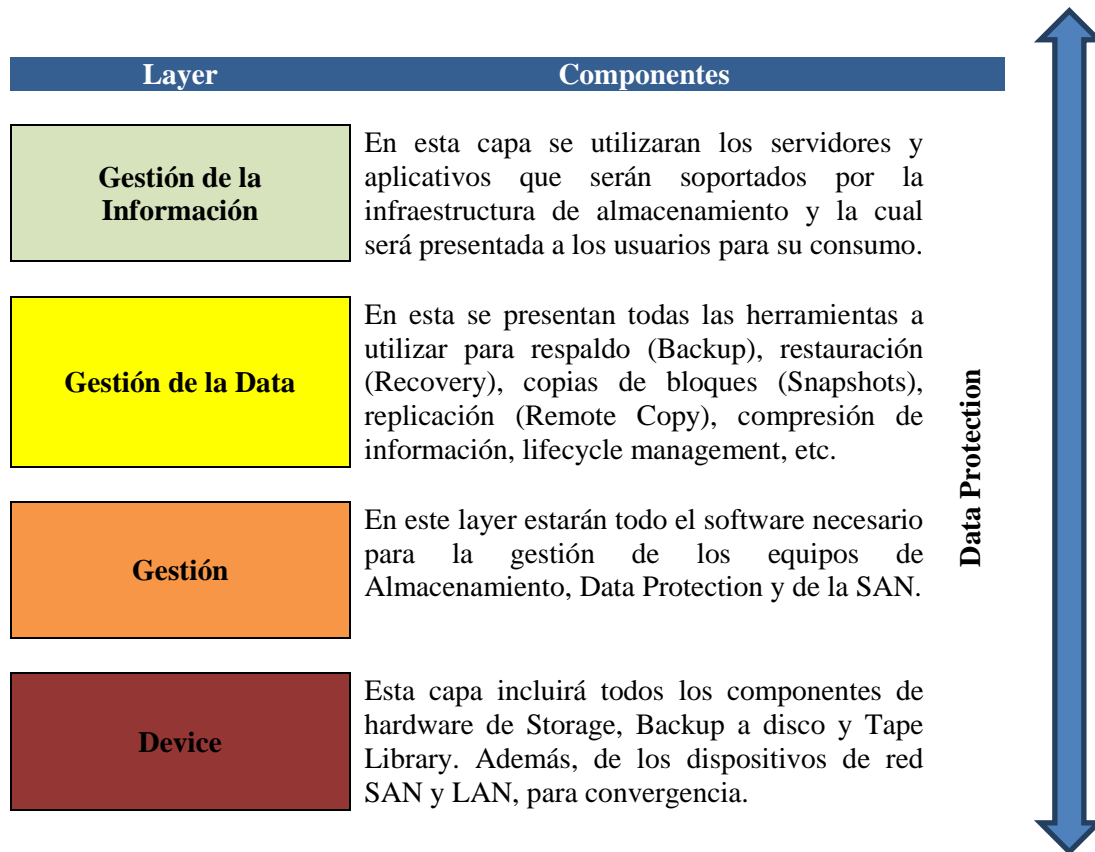 Layer Componentes
Gestión de la
Información
En esta capa se utilizaran los servidores y
aplicativos que serán soportados por la
infraestructura de almacenamiento y la cual
será presentada a los usuarios para su consumo.
Gestión de la Data
En esta se presentan todas las herramientas a
utilizar para respaldo (Backup), restauración
(Recovery), copias de bloques (Snapshots),
replicación (Remote Copy), compresión de
información, lifecycle management, etc.
Gestión
En este layer estarán todo el software necesario
para la gestión de los equipos de
Almacenamiento, Data Protection y de la SAN.
Device
Esta capa incluirá todos los componentes de
hardware de Storage, Backup a disco y Tape
Library. Además, de los dispositivos de red
SAN y LAN, para convergencia.
Data Protection